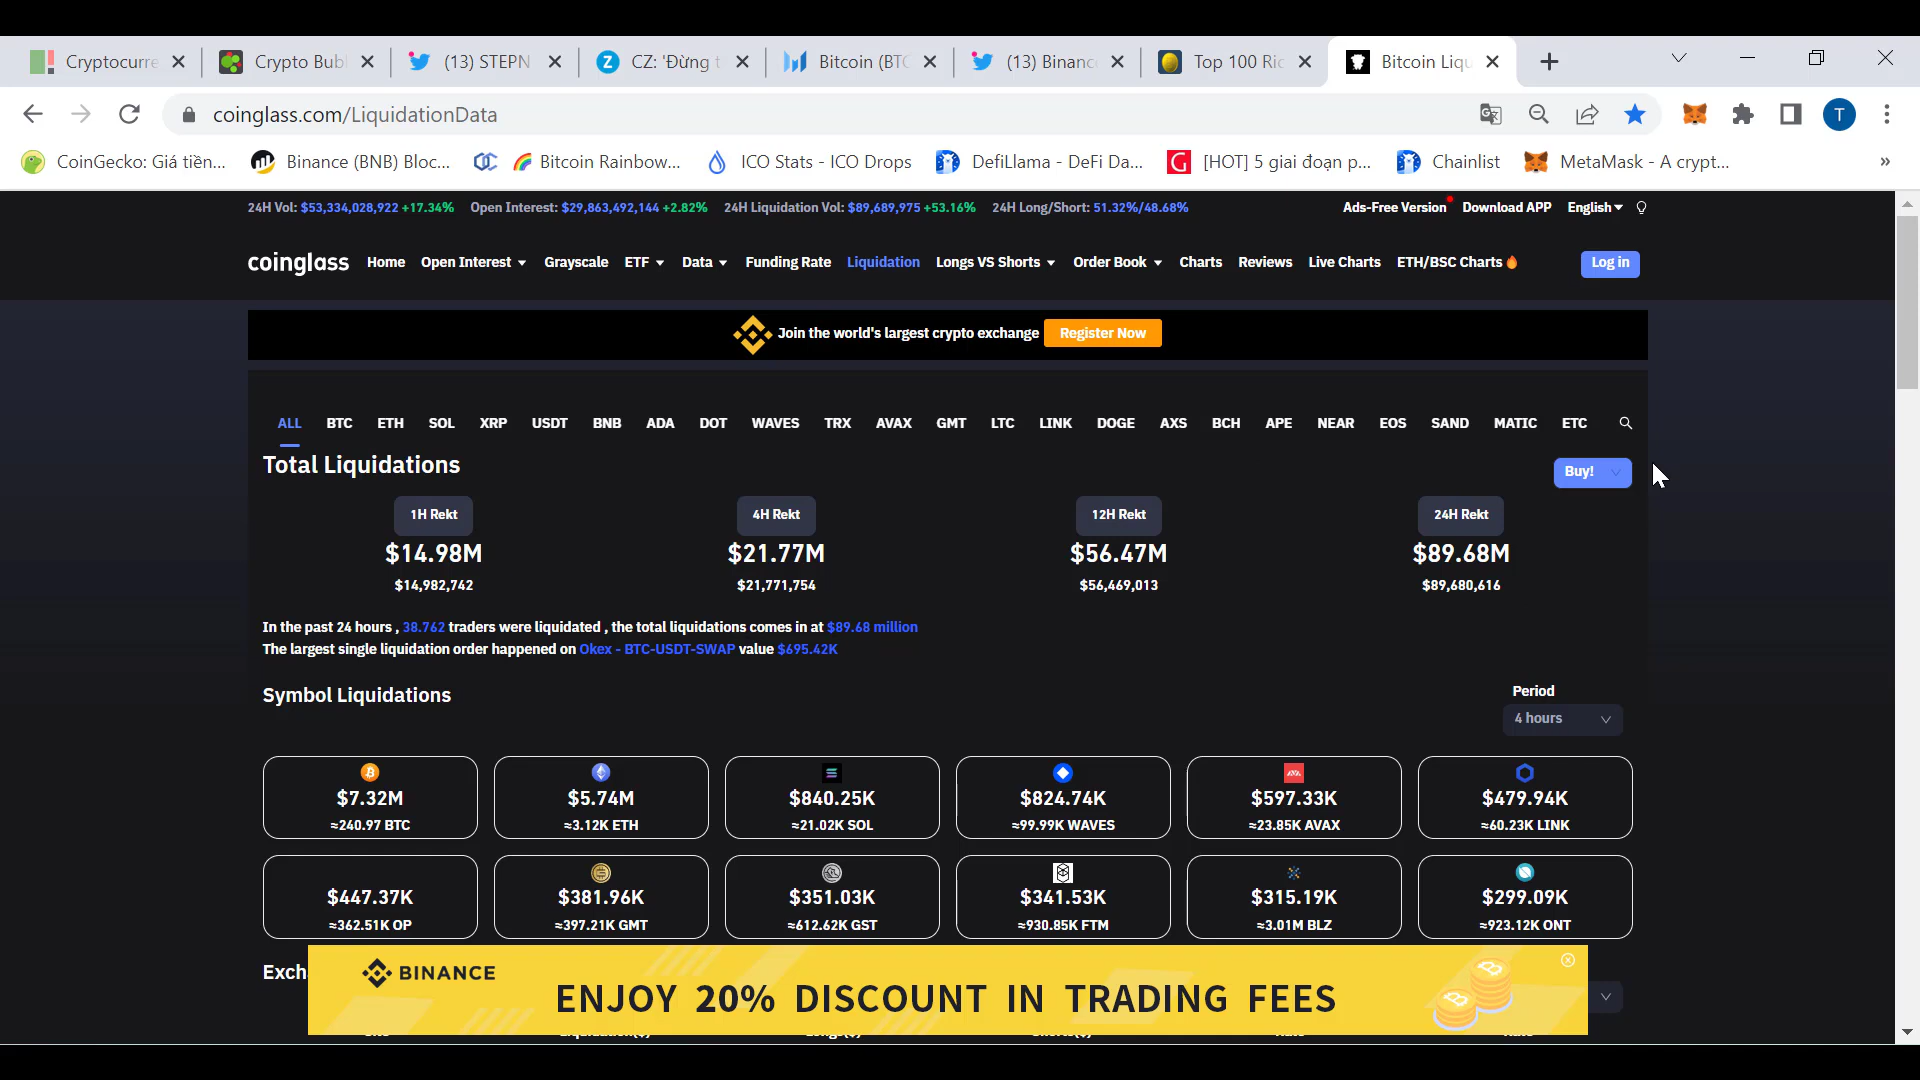 Cryptocurre
Crypto Bubl
(13) STEPN
CZ: 'Đừng t
Bitcoin (BTC
(13) Binanc
Top 100 Ric
Bitcoin Liqu
coinglass.com/LiquidationData
T
CoinGecko: Giá tiền...
Binance (BNB) Bloc...
Bitcoin Rainbow...
ICO Stats - ICO Drops
DefiLlama - DeFi Da...
[HOT] 5 giai đoạn p...
Chainlist
MetaMask - A crypt...
»
24H Vol: $53,334,028,922 +17.34% Open Interest: $29,863,492,144 +2.82% 24H Liquidation Vol: $89,689,975 +53.16% 24H Long/Short: 51.32%/48.68%
Ads-Free Version Download APP English
coinglass Home Open Interest Grayscale ETF Data Funding Rate Liquidation Longs VS Shorts Order Book Charts Reviews Live Charts ETH/BSC Charts Log in
Join the world's largest crypto exchange Register Now
ALL BTC ETH SOL XRP USDT BNB ADA DOT WAVES TRX AVAX GMT LTC LINK DOGE AXS BCH APE NEAR EOS SAND MATIC ETC
Total Liquidations
Buy!
1H Rekt 4H Rekt 12H Rekt 24H Rekt
$14.98M $21.77M $56.47M $89.68M
$14,982,742 $21,771,754 $56,469,013 $89,680,616
In the past 24 hours , 38.762 traders were liquidated , the total liquidations comes in at $89.68 million
The largest single liquidation order happened on Okex - BTC-USDT-SWAP value $695.42K
Symbol Liquidations
Period
4 hours
$7.32M $5.74M $840.25K $824.74K $597.33K $479.94K
≈240.97 BTC ≈3.12K ETH ≈21.02K SOL ≈99.99K WAVES ≈23.85K AVAX ≈60.23K LINK
$447.37K $381.96K $351.03K $341.53K $315.19K $299.09K
≈362.51K OP ≈397.21K GMT ≈612.62K GST ≈930.85K FTM ≈3.01M BLZ ≈923.12K ONT
Exch
BINANCE
ENJOY 20% DISCOUNT IN TRADING FEES